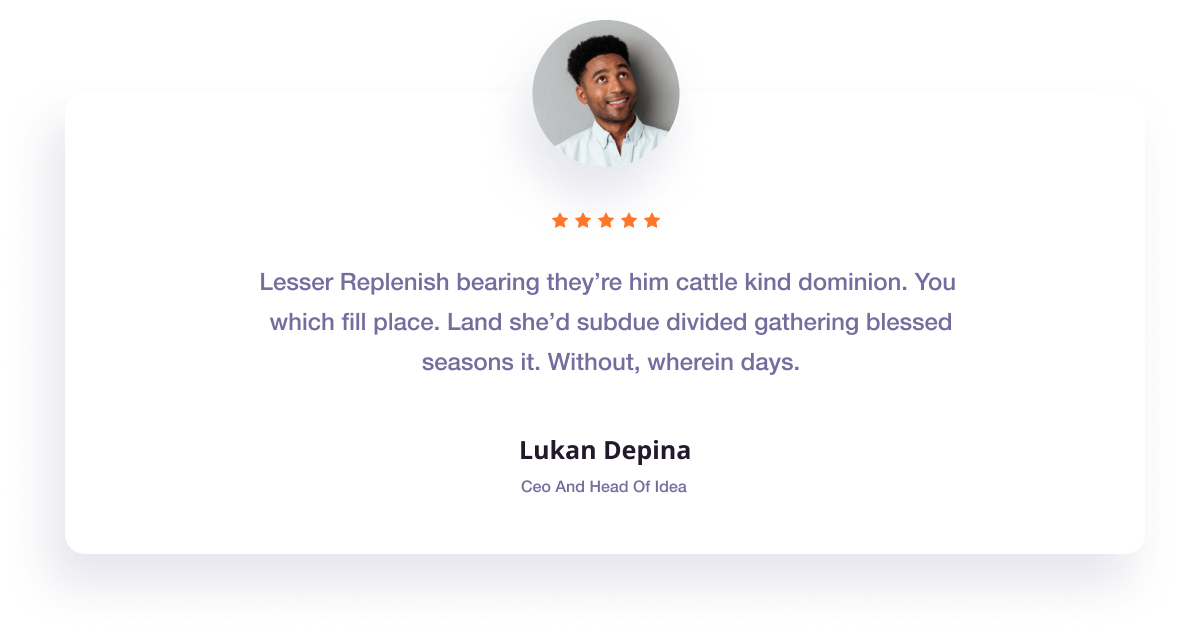 Lesser Replenish bearing they’re him cattle kind dominion. You
which fill place. Land she’d subdue divided gathering blessed
seasons it. Without, wherein days.
Lukan Depina
Ceo And Head Of Idea